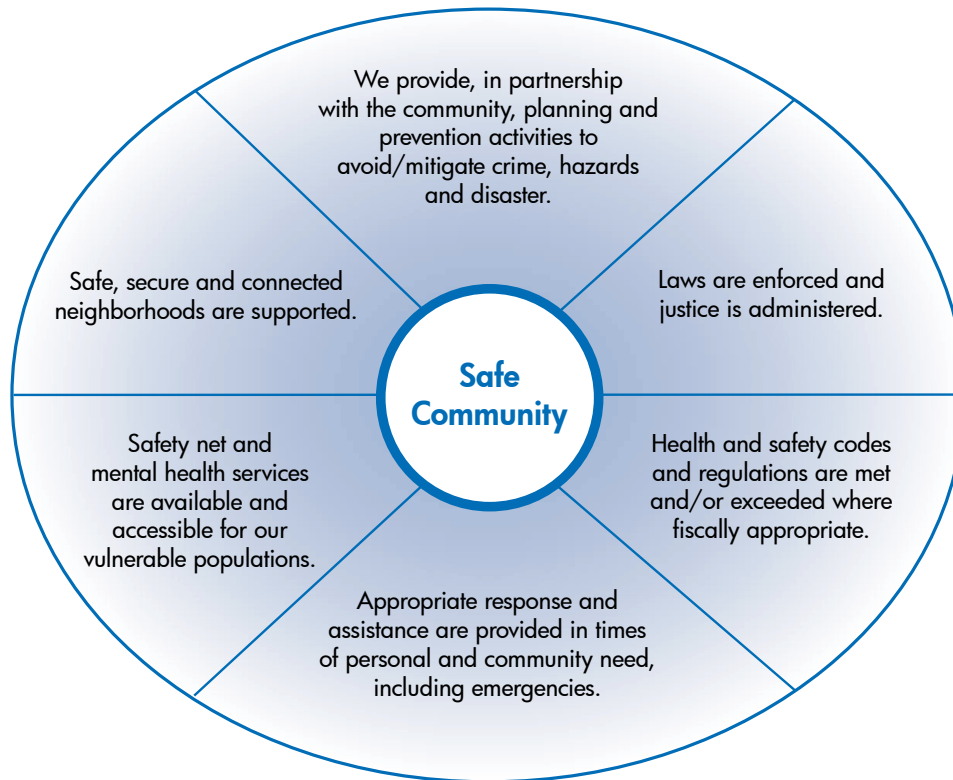 We provide, in partnership
with the community, planning and
prevention activities to
avoid/mitigate crime, hazards
and disaster.
Safe, secure and connected
neighborhoods are supported.
Laws are enforced and
justice is administered.
Safe
Community
Safety net and
mental health services
are available and
accessible for our
vulnerable populations.
Health and safety codes
and regulations are met
and/or exceeded where
fiscally appropriate.
Appropriate response and
assistance are provided in times
of personal and community need,
including emergencies.